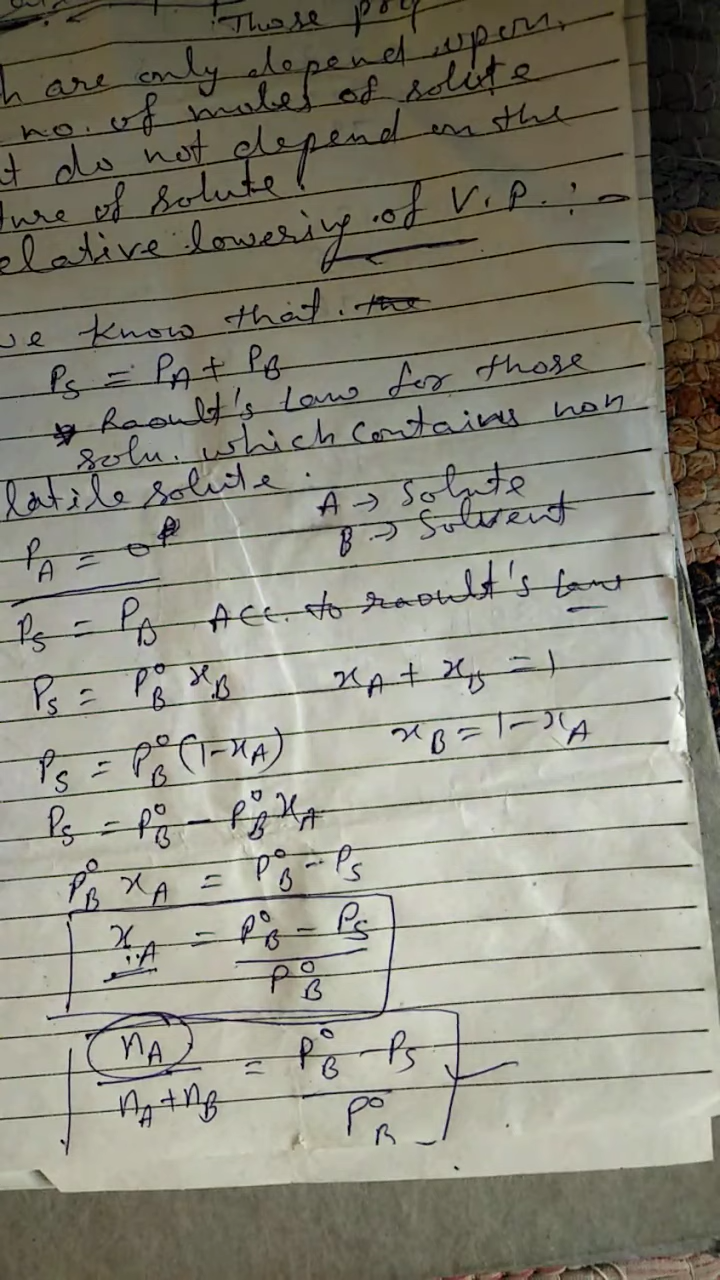 Those
h are only depend upon.
no. of moles of solute
t do not depend on the
ture of solute.
elative lowering of V.P. :-
ve know that.
Ps = PA + PB
Raoult's Law for those
solu. which contains non
latile solute.
A → Solute
B → Solvent
PA = 0
Ps = PB Acc. to raoult's law
Ps = P°B xB xA + xB = 1
Ps = P°B (1-xA) xB = 1-xA
Ps = P°B - P°B xA
P°B xA = P°B - Ps
xA = P°B - Ps
P°B
nA = P°B - Ps
nA + nB P°B